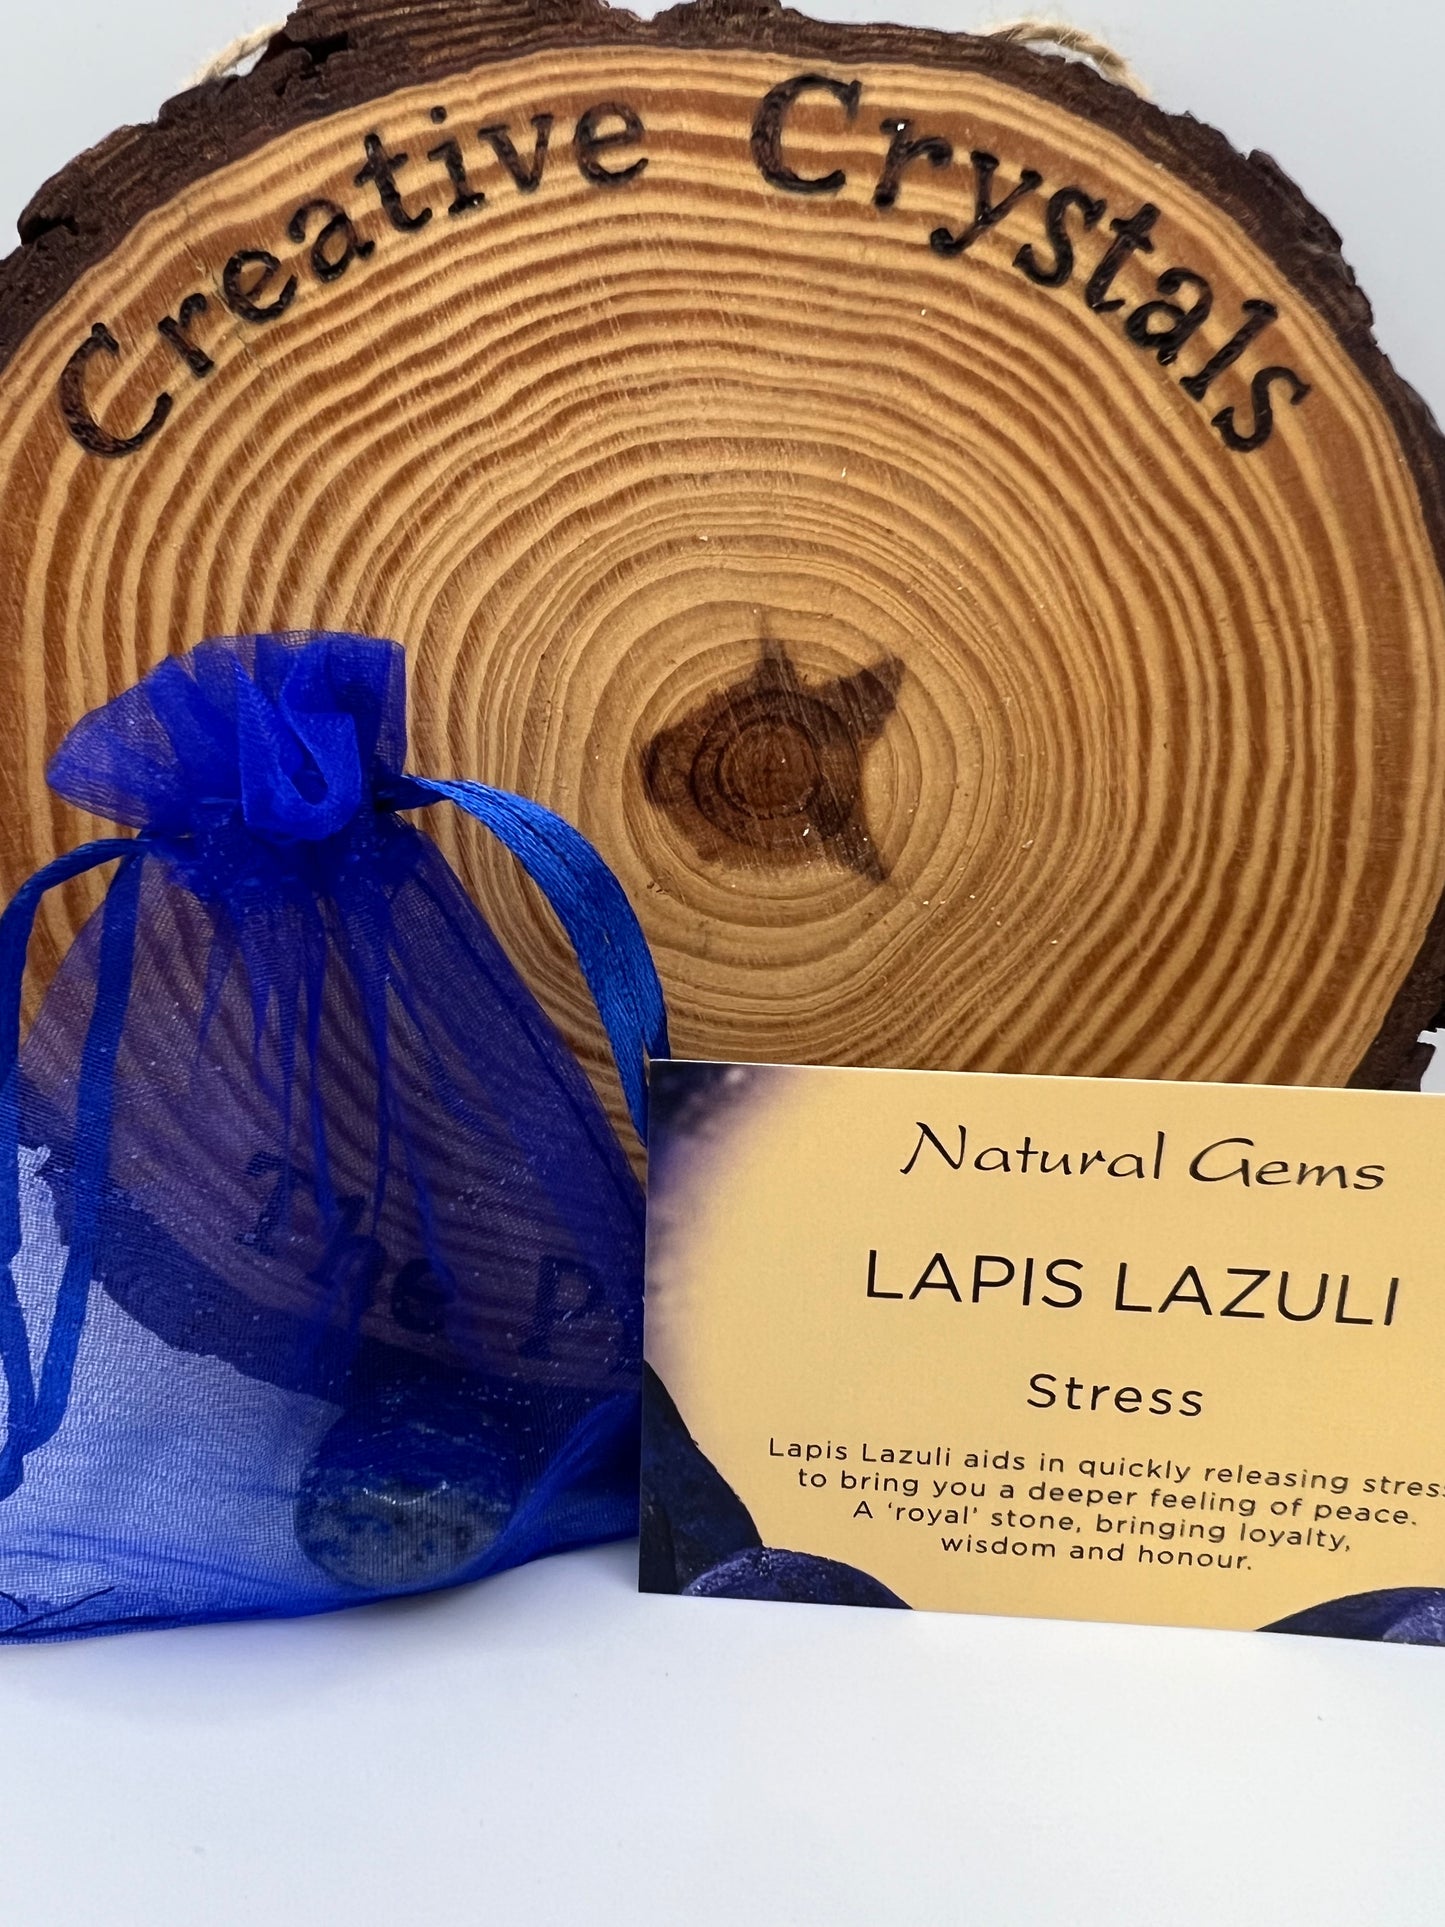 Creative Crystals
The P
Natural Gems
LAPIS LAZULI
Stress
Lapis Lazuli aids in quickly releasing stress
to bring you a deeper feeling of peace.
A ‘royal’ stone, bringing loyalty,
wisdom and honour.